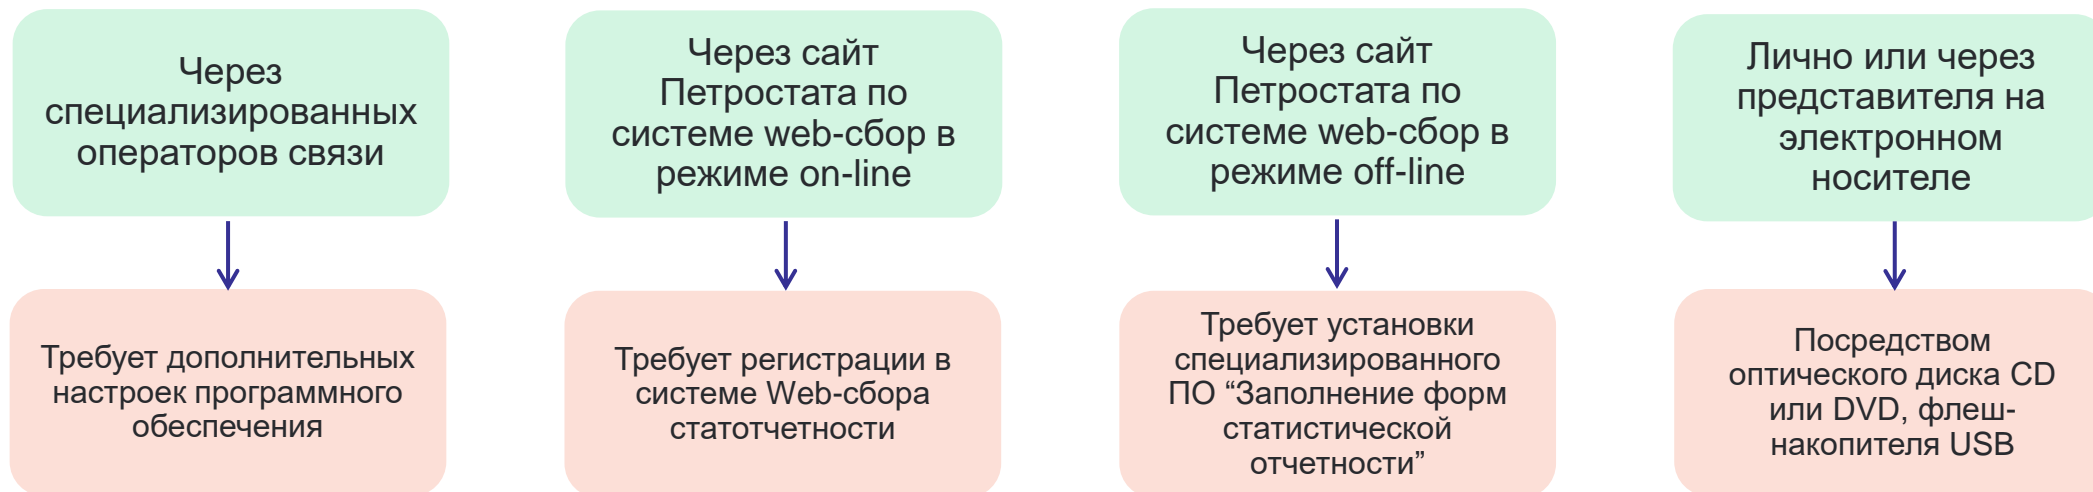 Через
специализированных
операторов связи
Требует дополнительных
настроек программного
обеспечения
Через сайт
Петростата по
системе web-сбор в
режиме on-line
Требует регистрации в
системе Web-сбора
статотчетности
Через сайт
Петростата по
системе web-сбор в
режиме off-line
Требует установки
специализированного
ПО “Заполнение форм
статистической
отчетности”
Лично или через
представителя на
электронном
носителе
Посредством
оптического диска CD
или DVD, флеш-
накопителя USB